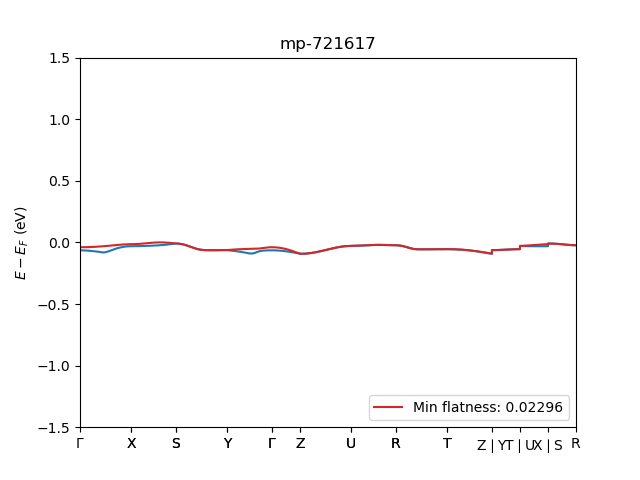 mp-721617
1.5
1.0
0.5
0.0
−0.5
−1.0
−1.5
E − E_F (eV)
Min flatness: 0.02296
Γ X S Y Γ Z U R T Z | YT | UX | S R